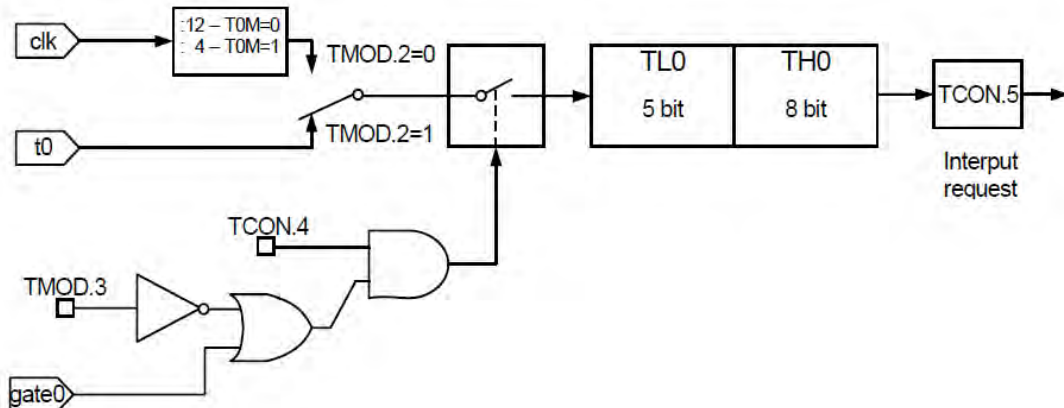 clk
:12 – T0M=0
: 4 – T0M=1
TMOD.2=0
TL0
TH0
5 bit
8 bit
TCON.5
t0
TMOD.2=1
Interput
request
TCON.4
TMOD.3
gate0